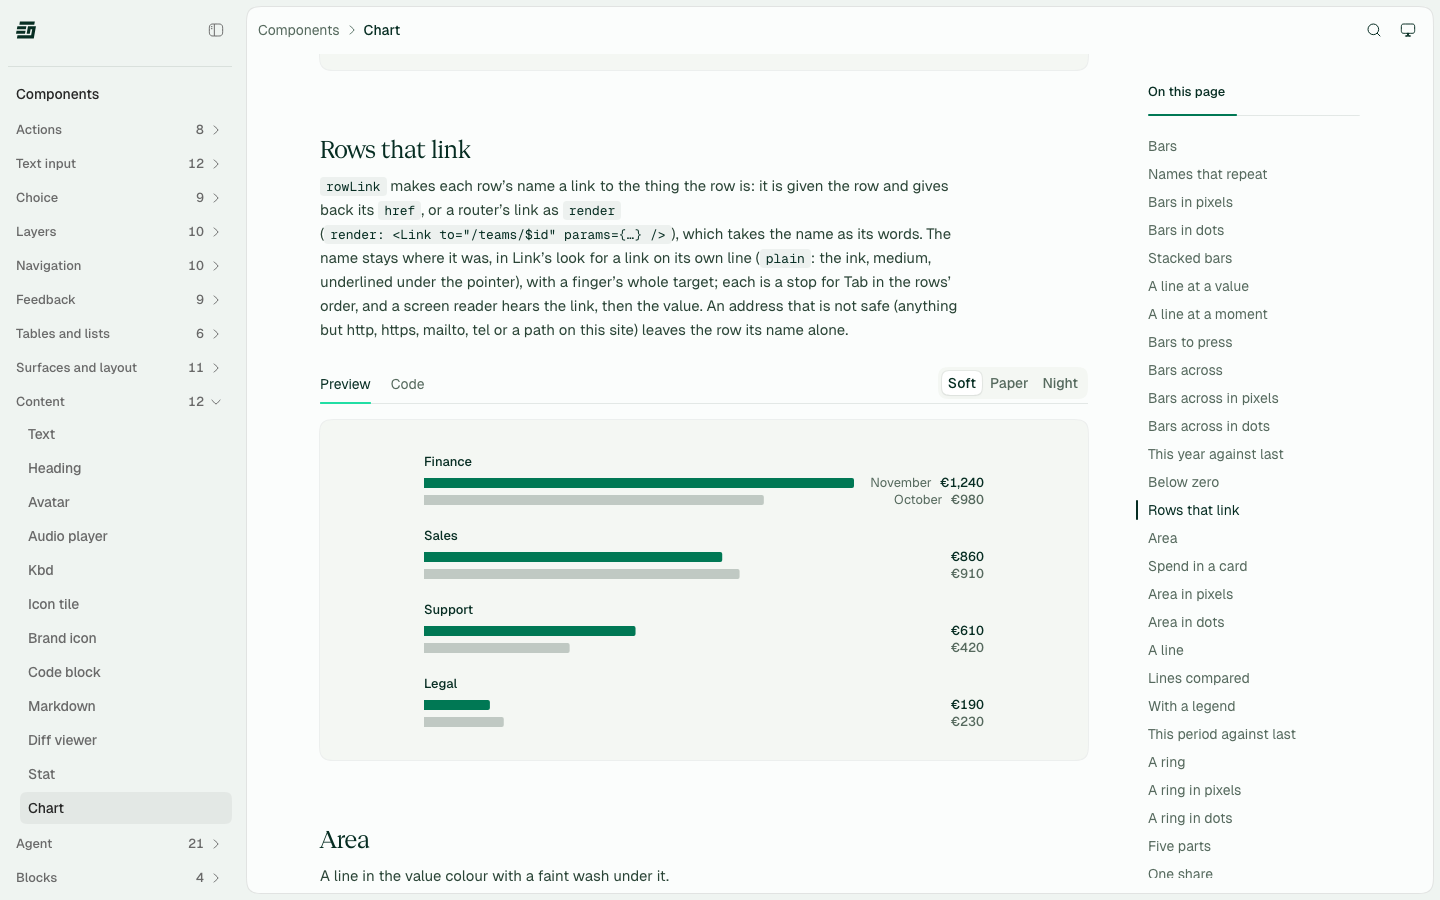 Components
Actions 8
Text input 12
Choice 9
Layers 10
Navigation 10
Feedback 9
Tables and lists 6
Surfaces and layout 11
Content 12
Text
Heading
Avatar
Audio player
Kbd
Icon tile
Brand icon
Code block
Markdown
Diff viewer
Stat
Chart
Agent 21
Blocks 4
Components > Chart
Rows that link
rowLink makes each row’s name a link to the thing the row is: it is given the row and gives
back its href, or a router’s link as render
(render: <Link to="/teams/$id" params={…} />), which takes the name as its words. The
name stays where it was, in Link’s look for a link on its own line (plain: the ink, medium,
underlined under the pointer), with a finger’s whole target; each is a stop for Tab in the rows’
order, and a screen reader hears the link, then the value. An address that is not safe (anything
but http, https, mailto, tel or a path on this site) leaves the row its name alone.
Preview Code Soft Paper Night
Finance
November €1,240
October €980
Sales
€860
€910
Support
€610
€420
Legal
€190
€230
Area
A line in the value colour with a faint wash under it.
On this page
Bars
Names that repeat
Bars in pixels
Bars in dots
Stacked bars
A line at a value
A line at a moment
Bars to press
Bars across
Bars across in pixels
Bars across in dots
This year against last
Below zero
Rows that link
Area
Spend in a card
Area in pixels
Area in dots
A line
Lines compared
With a legend
This period against last
A ring
A ring in pixels
A ring in dots
Five parts
One share